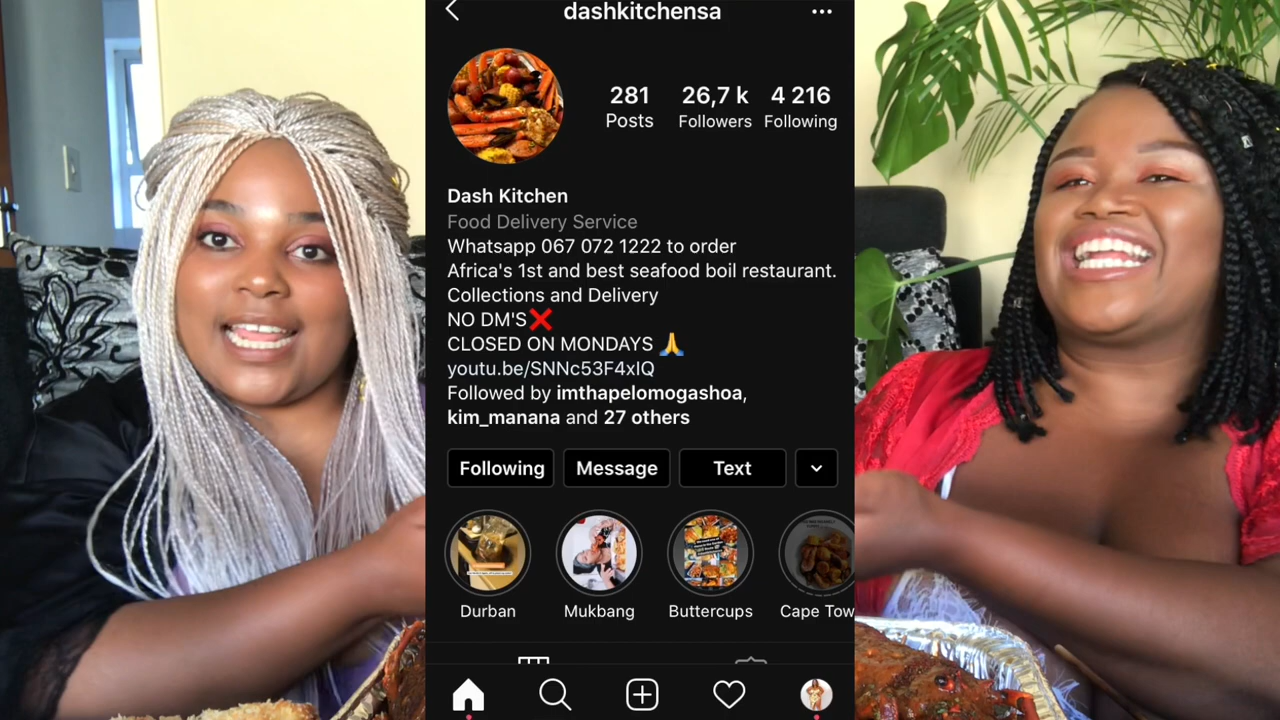 dashkitchensa
281 26,7 k 4 216
Posts Followers Following
Dash Kitchen
Food Delivery Service
Whatsapp 067 072 1222 to order
Africa's 1st and best seafood boil restaurant.
Collections and Delivery
NO DM'S❌
CLOSED ON MONDAYS 🙏
youtu.be/SNNc53F4xIQ
Followed by imthapelomogashoa,
kim_manana and 27 others
Following Message Text
Durban Mukbang Buttercups Cape Tow